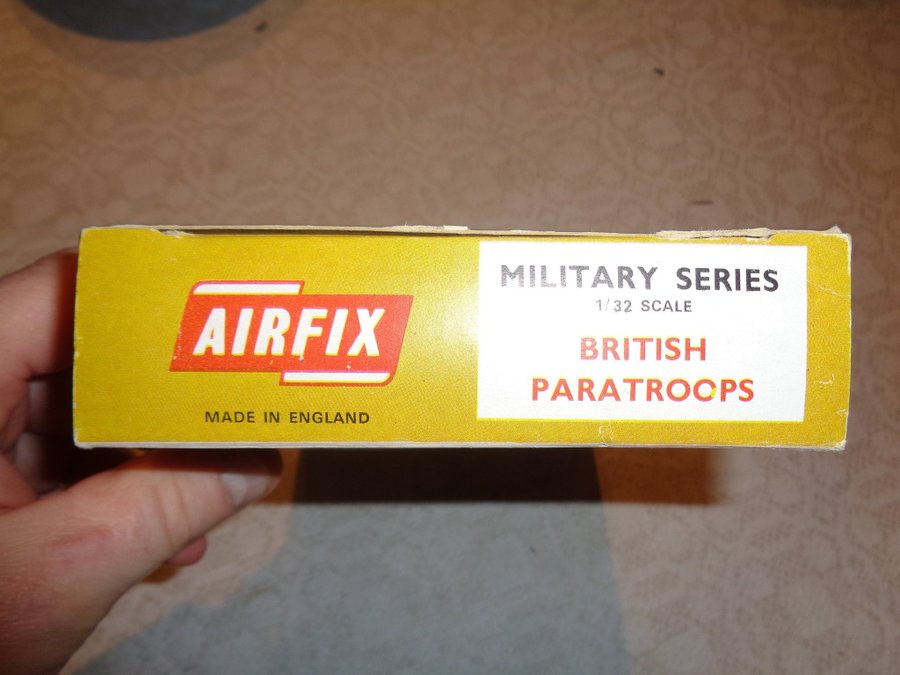 AIRFIX
MADE IN ENGLAND
MILITARY SERIES
1/32 SCALE
BRITISH
PARATROOPS